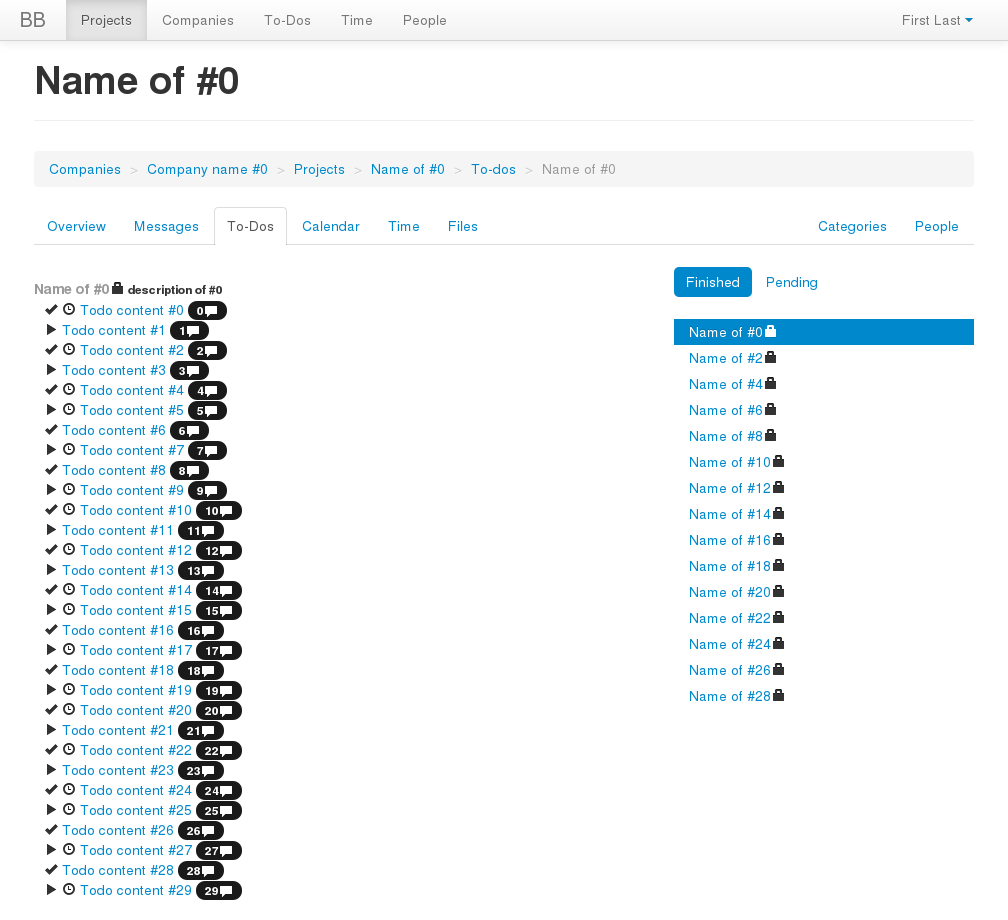 BB Projects Companies To-Dos Time People First Last
Name of #0
Companies > Company name #0 > Projects > Name of #0 > To-dos > Name of #0
Overview Messages To-Dos Calendar Time Files Categories People
Name of #0 description of #0
Todo content #0 0
Todo content #1 1
Todo content #2 2
Todo content #3 3
Todo content #4 4
Todo content #5 5
Todo content #6 6
Todo content #7 7
Todo content #8 8
Todo content #9 9
Todo content #10 10
Todo content #11 11
Todo content #12 12
Todo content #13 13
Todo content #14 14
Todo content #15 15
Todo content #16 16
Todo content #17 17
Todo content #18 18
Todo content #19 19
Todo content #20 20
Todo content #21 21
Todo content #22 22
Todo content #23 23
Todo content #24 24
Todo content #25 25
Todo content #26 26
Todo content #27 27
Todo content #28 28
Todo content #29 29
Finished Pending
Name of #0
Name of #2
Name of #4
Name of #6
Name of #8
Name of #10
Name of #12
Name of #14
Name of #16
Name of #18
Name of #20
Name of #22
Name of #24
Name of #26
Name of #28